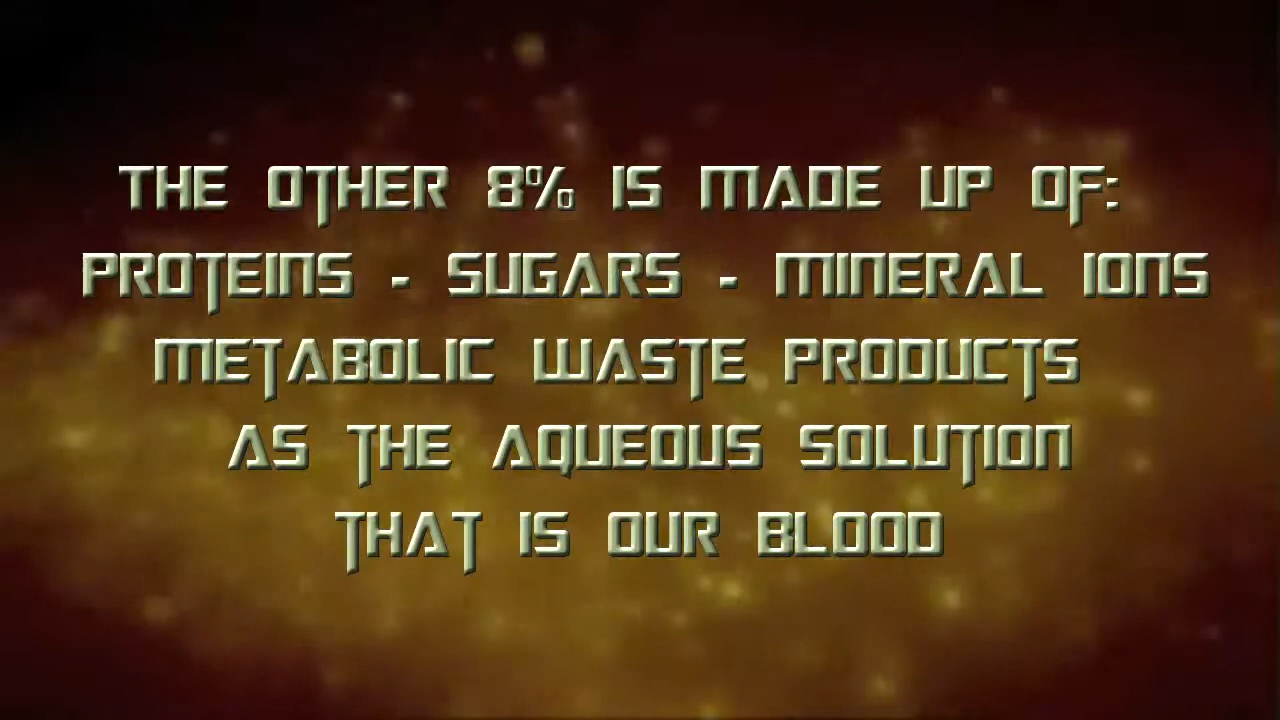 THE OTHER 8% IS MADE UP OF:
PROTEINS - SUGARS - MINERAL IONS
METABOLIC WASTE PRODUCTS
AS THE AQUEOUS SOLUTION
THAT IS OUR BLOOD